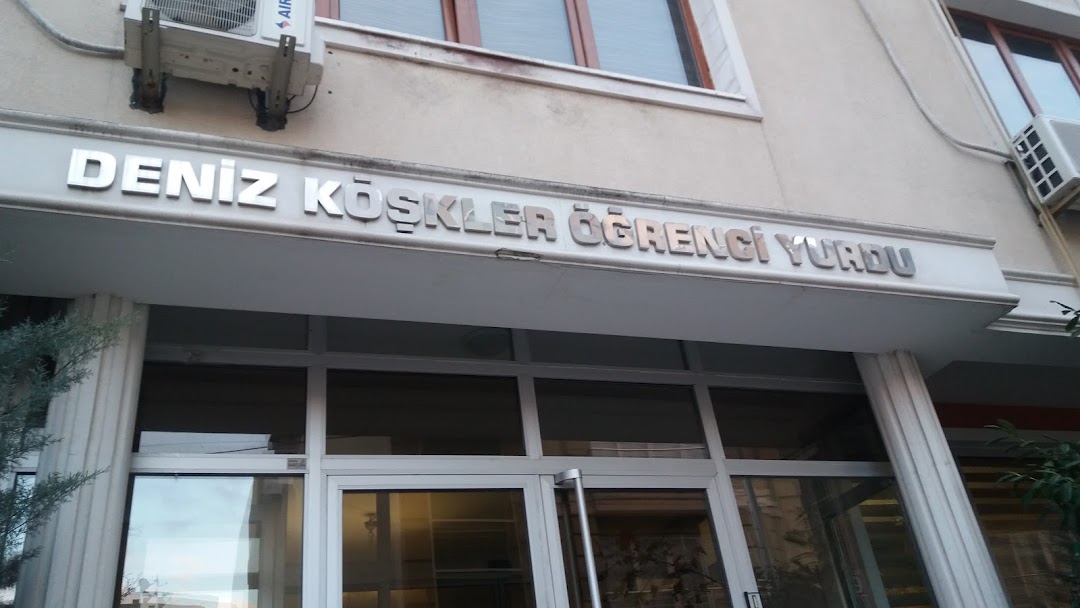 DENİZ KÖŞKLER ÖĞRENCİ YURDU